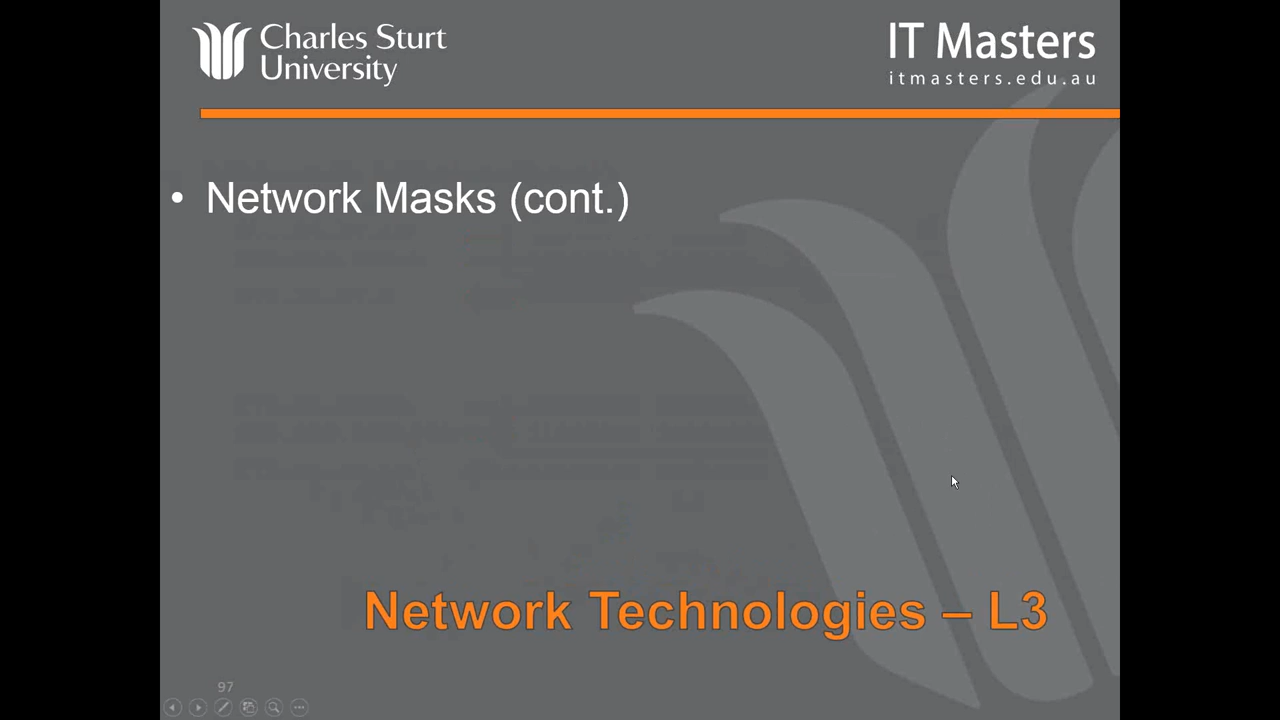 Charles Sturt
University
IT Masters
itmasters.edu.au
• Network Masks (cont.)
Network Technologies – L3
97